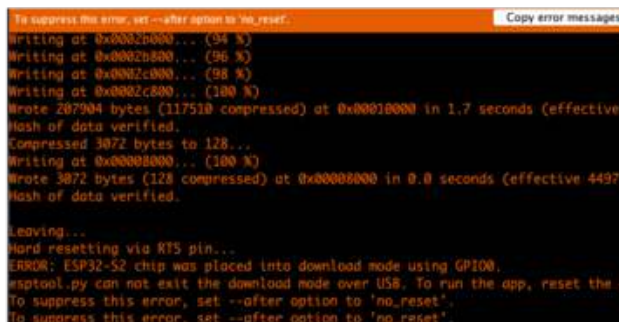 To suppress this error, set --after option to 'no_reset'.
Copy error messages
Writing at 0x0002b000... (94 %)
Writing at 0x0002b800... (96 %)
Writing at 0x0002c000... (98 %)
Writing at 0x0002c800... (100 %)
Wrote 207904 bytes (117510 compressed) at 0x00010000 in 1.7 seconds (effective
Hash of data verified.
Compressed 3072 bytes to 128...
Writing at 0x00008000... (100 %)
Wrote 3072 bytes (128 compressed) at 0x00008000 in 0.0 seconds (effective 4497
Hash of data verified.
Leaving...
Hard resetting via RTS pin...
ERROR: ESP32-S2 chip was placed into download mode using GPIO0.
esptool.py can not exit the download mode over USB. To run the app, reset the
To suppress this error, set --after option to 'no_reset'.
To suppress this error, set --after option to 'no_reset'.